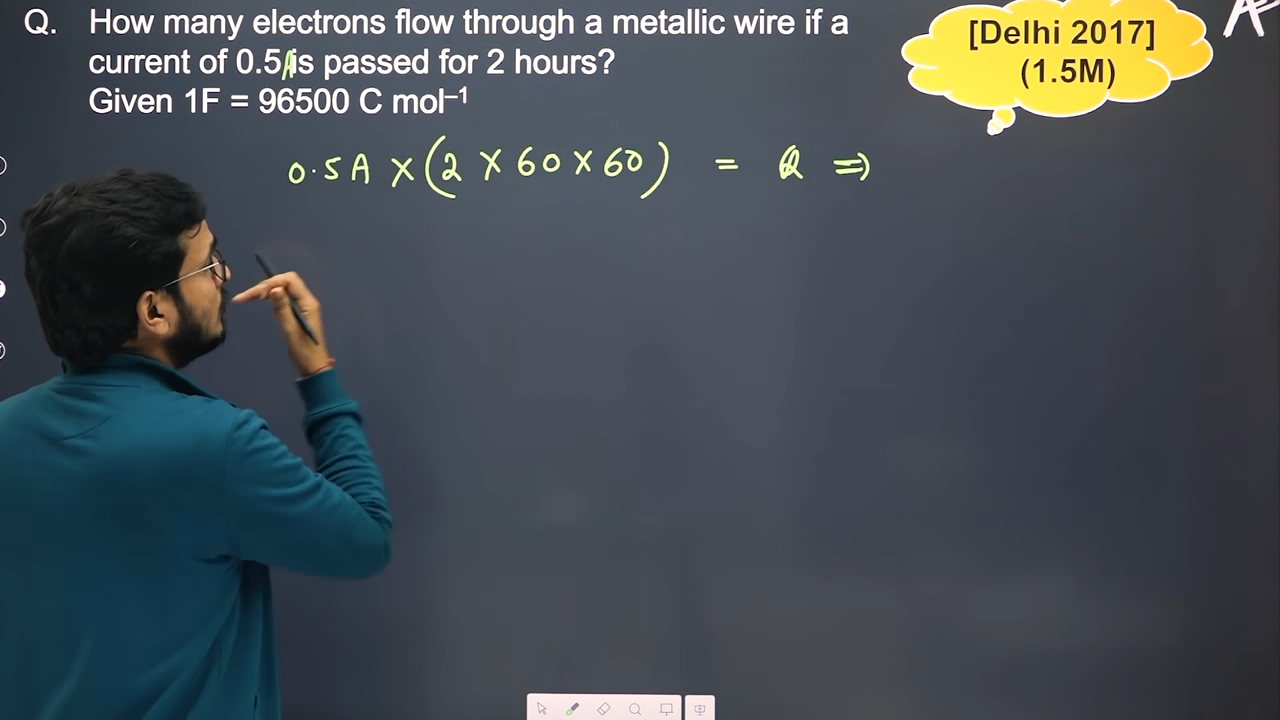 Q. How many electrons flow through a metallic wire if a
current of 0.5A is passed for 2 hours?
Given 1F = 96500 C mol⁻¹
[Delhi 2017]
(1.5M)
0.5A × (2 × 60 × 60) = Q ⇒